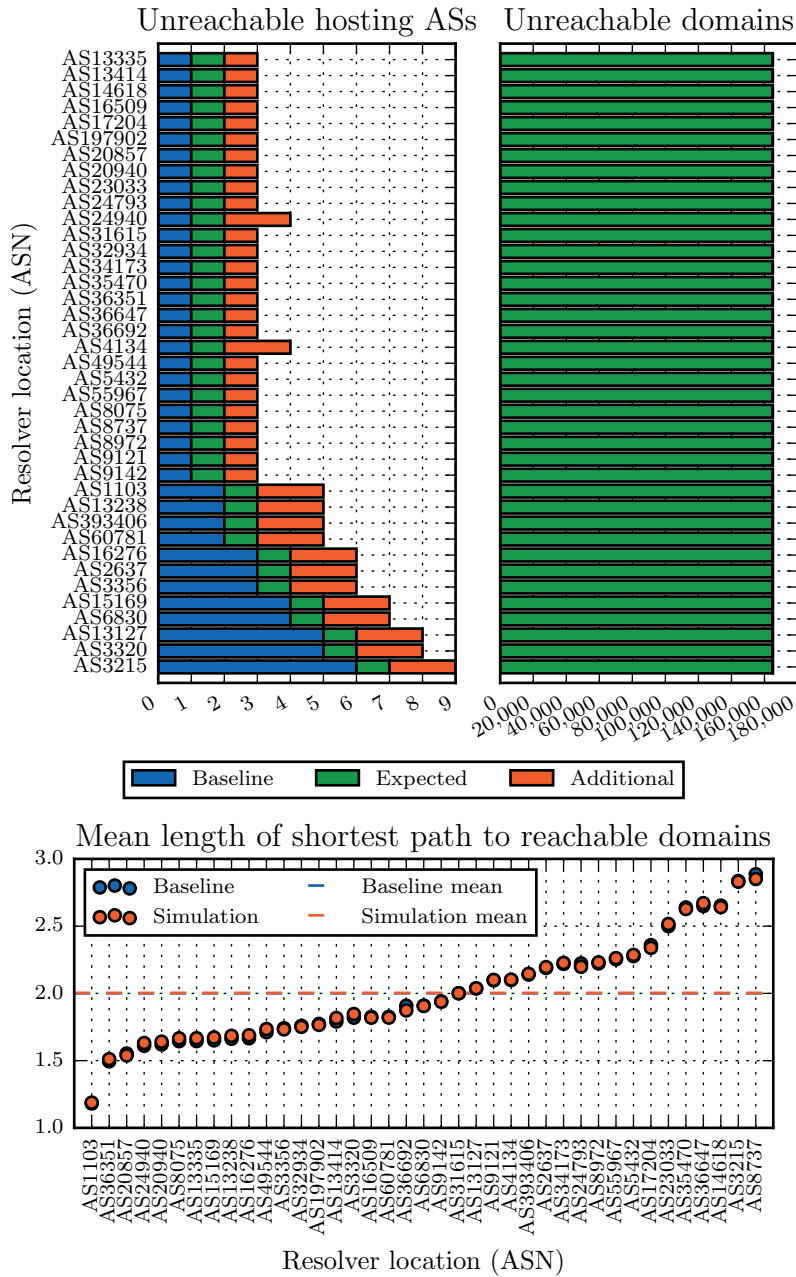 Unreachable hosting ASs
Unreachable domains
Resolver location (ASN)
AS13335
AS13414
AS14618
AS16509
AS17204
AS197902
AS20857
AS20940
AS23033
AS24793
AS24940
AS31615
AS32934
AS34173
AS35470
AS36351
AS36647
AS36692
AS4134
AS49544
AS5432
AS55967
AS8075
AS8737
AS8972
AS9121
AS9142
AS1103
AS13238
AS393406
AS60781
AS16276
AS2637
AS3356
AS15169
AS6830
AS13127
AS3320
AS3215
0 1 2 3 4 5 6 7 8 9
0 20,000 40,000 60,000 80,000 100,000 120,000 140,000 160,000 180,000
Baseline Expected Additional
Mean length of shortest path to reachable domains
3.0
2.5
2.0
1.5
1.0
Baseline Baseline mean
Simulation Simulation mean
AS1103
AS36351
AS20857
AS24940
AS20940
AS8075
AS13335
AS15169
AS13238
AS16276
AS49544
AS3356
AS32934
AS197902
AS13414
AS3320
AS16509
AS60781
AS36692
AS6830
AS9142
AS31615
AS13127
AS9121
AS4134
AS393406
AS2637
AS34173
AS24793
AS8972
AS55967
AS5432
AS17204
AS23033
AS35470
AS36647
AS14618
AS3215
AS8737
Resolver location (ASN)